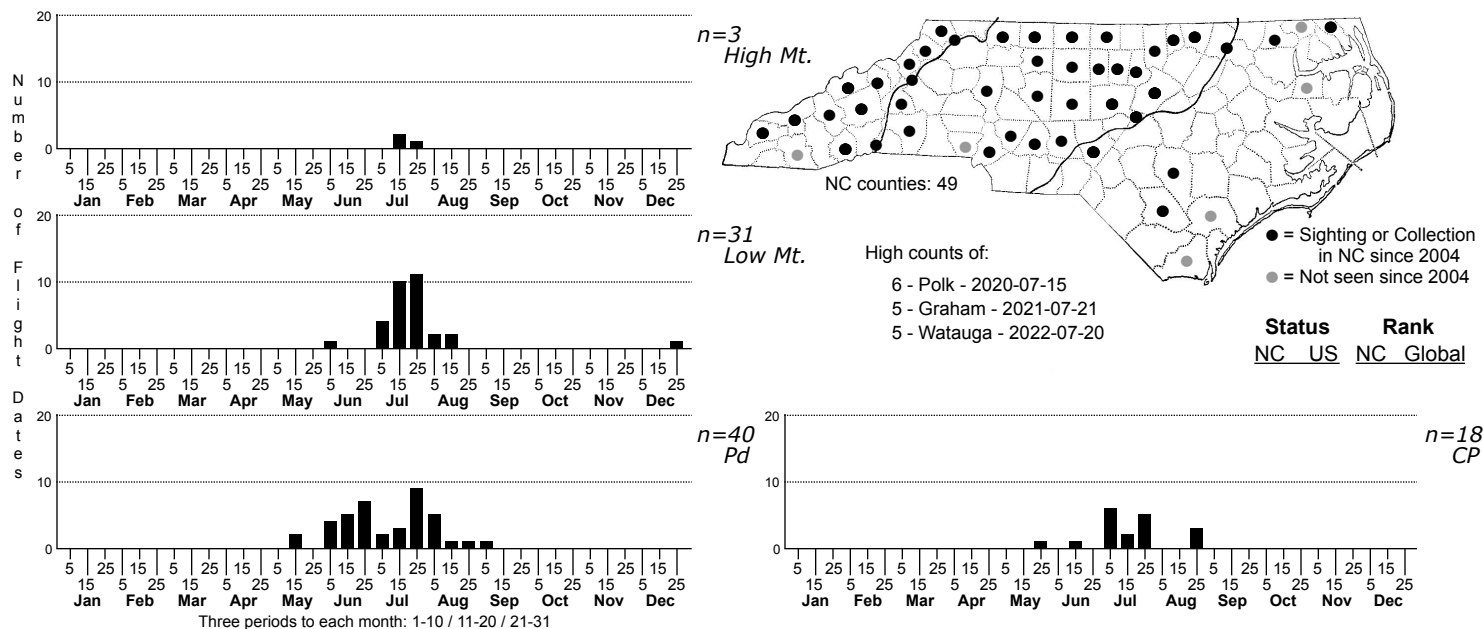 20
10
0
5 25 15 5 25 15 5 25 15 5 25 15 5 25 15 5 25 15
15 5 25 15 5 25 15 5 25 15 5 25 15 5 25 15 5 25
Jan Feb Mar Apr May Jun Jul Aug Sep Oct Nov Dec
n=3
High Mt.
20
10
0
5 25 15 5 25 15 5 25 15 5 25 15 5 25 15 5 25 15
15 5 25 15 5 25 15 5 25 15 5 25 15 5 25 15 5 25
Jan Feb Mar Apr May Jun Jul Aug Sep Oct Nov Dec
n=31
Low Mt.
20
10
0
5 25 15 5 25 15 5 25 15 5 25 15 5 25 15 5 25 15
15 5 25 15 5 25 15 5 25 15 5 25 15 5 25 15 5 25
Jan Feb Mar Apr May Jun Jul Aug Sep Oct Nov Dec
n=40
Pd
Number of Flight Dates
Three periods to each month: 1-10 / 11-20 / 21-31
NC counties: 49
High counts of:
6 - Polk - 2020-07-15
5 - Graham - 2021-07-21
5 - Watauga - 2022-07-20
= Sighting or Collection
in NC since 2004
= Not seen since 2004
Status Rank
NC US NC Global
20
10
0
5 25 15 5 25 15 5 25 15 5 25 15 5 25 15 5 25 15
15 5 25 15 5 25 15 5 25 15 5 25 15 5 25 15 5 25
Jan Feb Mar Apr May Jun Jul Aug Sep Oct Nov Dec
n=18
CP